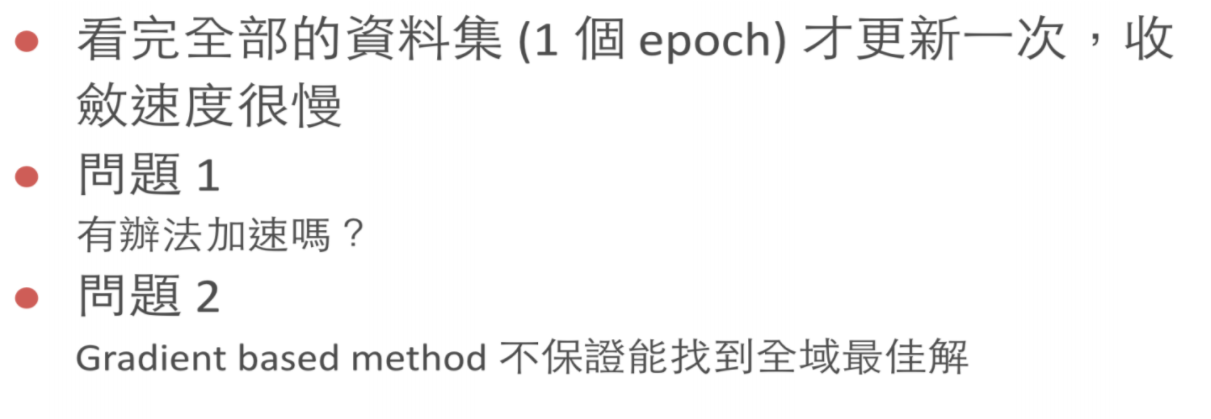 ● 看完全部的資料集 (1 個 epoch) 才更新一次，收
斂速度很慢
● 問題 1
有辦法加速嗎？
● 問題 2
Gradient based method 不保證能找到全域最佳解